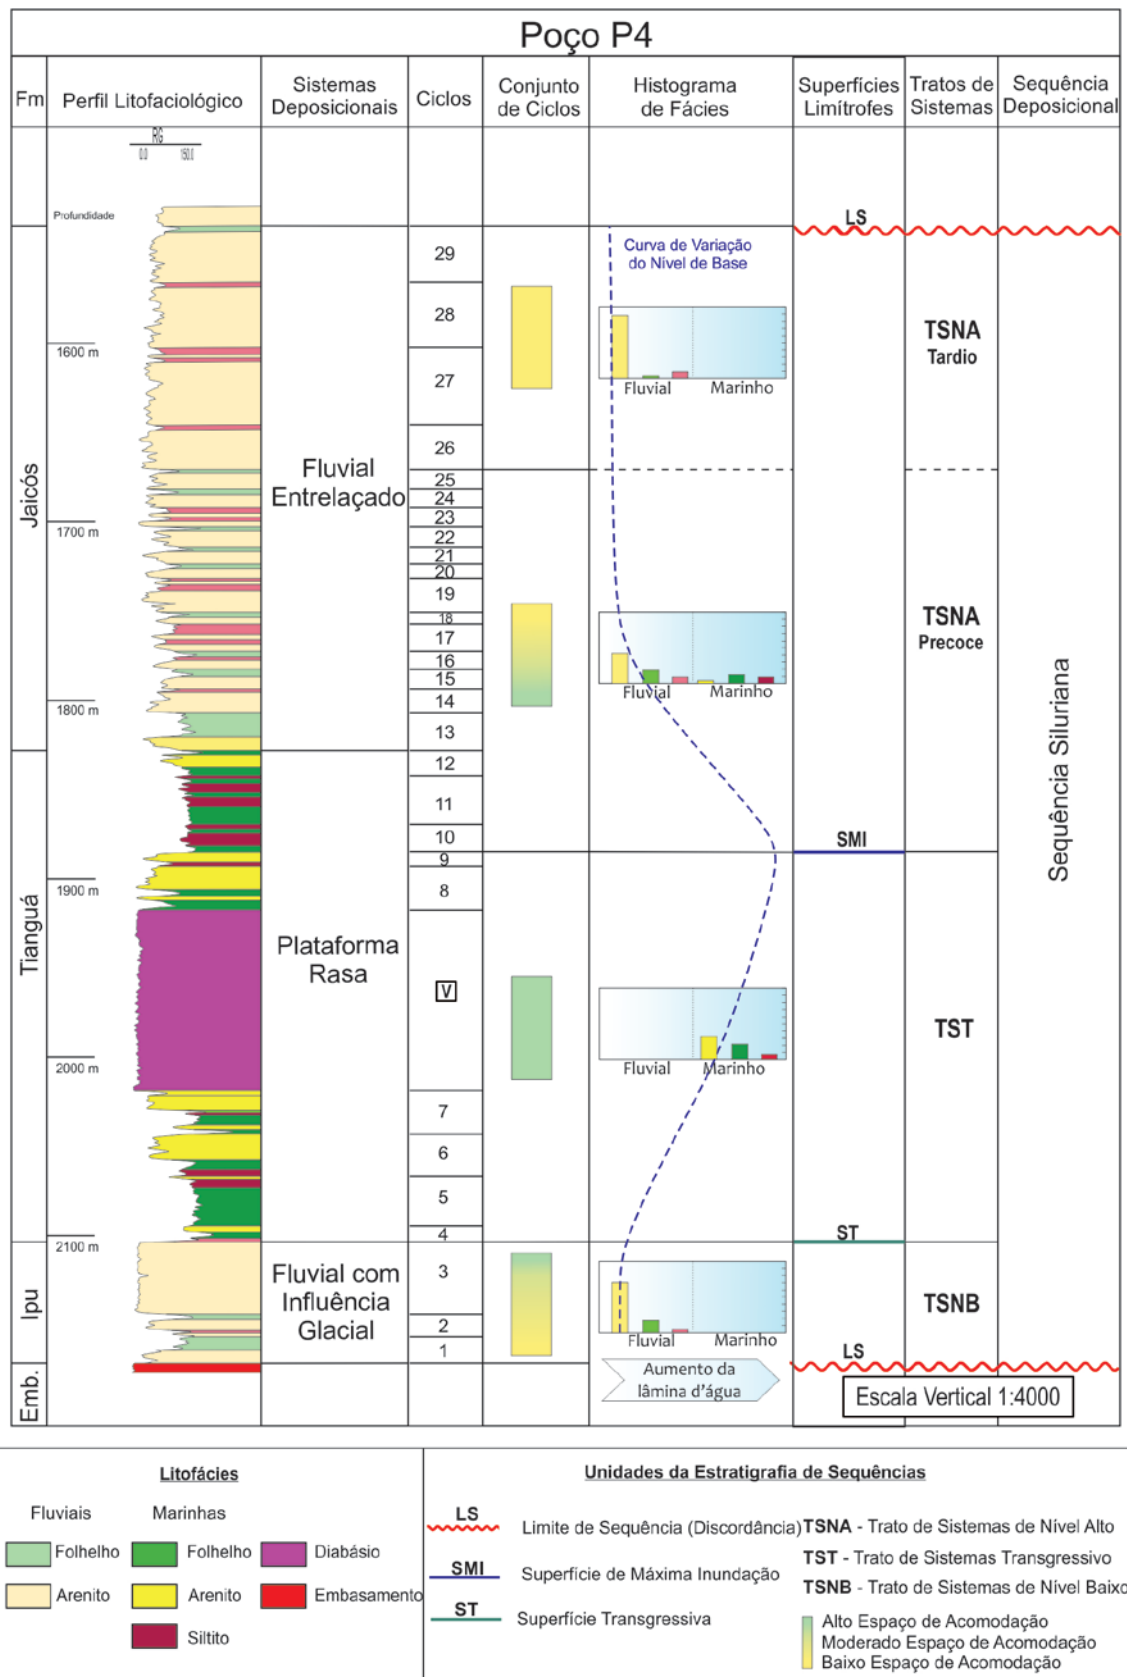 Poço P4
Fm
Perfil Litofaciológico
Sistemas
Deposicionais
Ciclos
Conjunto
de Ciclos
Histograma
de Fácies
Superfícies
Limítrofes
Tratos de
Sistemas
Sequência
Deposicional
RG
0.0 150.0
Profundidade
LS
Curva de Variação
do Nível de Base
29
28
1600 m
27
26
25
24
23
22
21
20
19
18
17
16
15
14
13
12
11
10
9
8
V
7
6
5
4
3
2
1
1700 m
1800 m
1900 m
2000 m
2100 m
Jaicós
Tianguá
Ipu
Emb.
Fluvial
Entrelaçado
Plataforma
Rasa
Fluvial com
Influência
Glacial
Fluvial Marinho
Fluvial Marinho
Fluvial Marinho
Fluvial Marinho
Aumento da
lâmina d'água
SMI
ST
LS
TSNA
Tardio
TSNA
Precoce
TST
TSNB
Sequência Siluriana
Escala Vertical 1:4000
Litofácies
Fluviais
Marinhas
Folhelho
Folhelho
Diabásio
Arenito
Arenito
Embasamento
Siltito
Unidades da Estratigrafia de Sequências
LS
Limite de Sequência (Discordância)
SMI
Superfície de Máxima Inundação
ST
Superfície Transgressiva
TSNA - Trato de Sistemas de Nível Alto
TST - Trato de Sistemas Transgressivo
TSNB - Trato de Sistemas de Nível Baixo
Alto Espaço de Acomodação
Moderado Espaço de Acomodação
Baixo Espaço de Acomodação